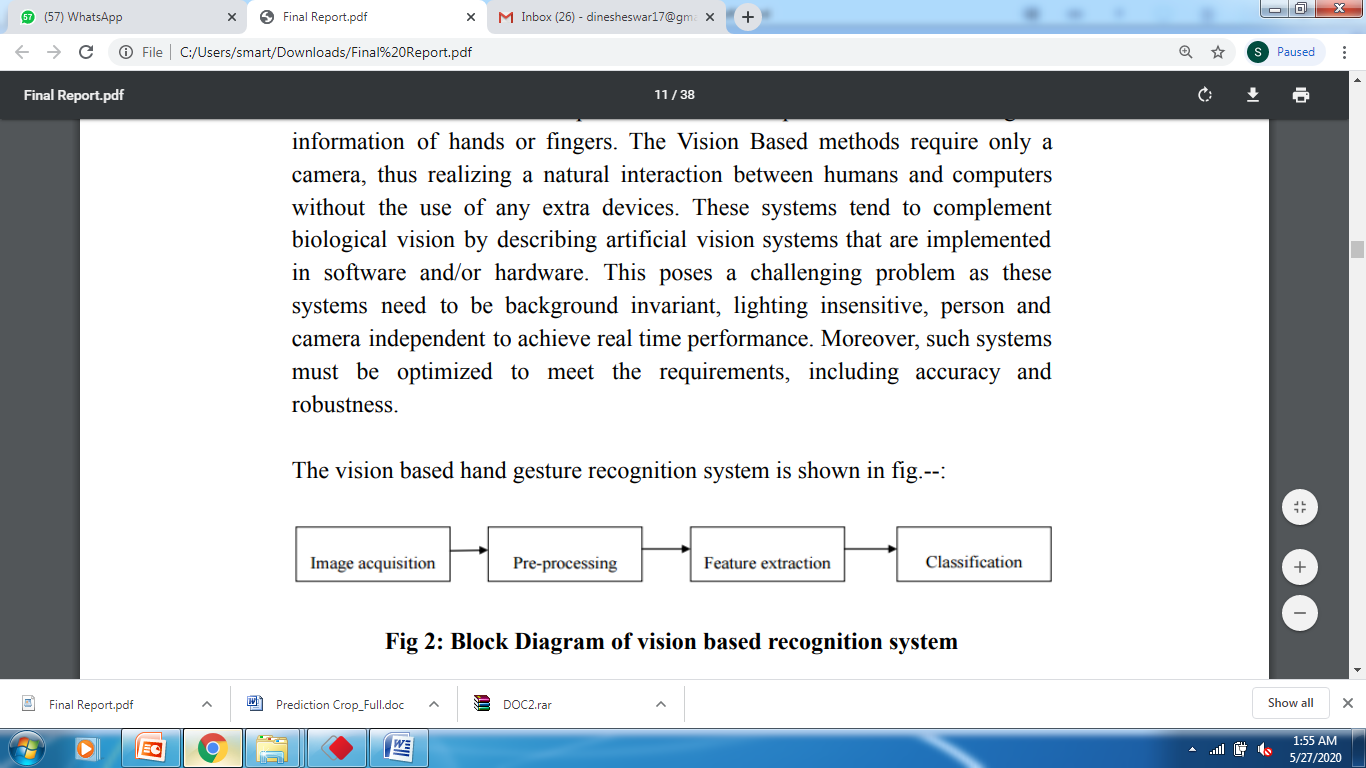 (57) WhatsApp
Final Report.pdf
Inbox (26) - dinesheswar17@gm
File
C:/Users/smart/Downloads/Final%20Report.pdf
S
Paused
Final Report.pdf
11 / 38
information of hands or fingers. The Vision Based methods require only a
camera, thus realizing a natural interaction between humans and computers
without the use of any extra devices. These systems tend to complement
biological vision by describing artificial vision systems that are implemented
in software and/or hardware. This poses a challenging problem as these
systems need to be background invariant, lighting insensitive, person and
camera independent to achieve real time performance. Moreover, such systems
must be optimized to meet the requirements, including accuracy and
robustness.
The vision based hand gesture recognition system is shown in fig.--:
Image acquisition
Pre-processing
Feature extraction
Classification
Fig 2: Block Diagram of vision based recognition system
Final Report.pdf
Prediction Crop_Full.doc
DOC2.rar
Show all
1:55 AM
5/27/2020